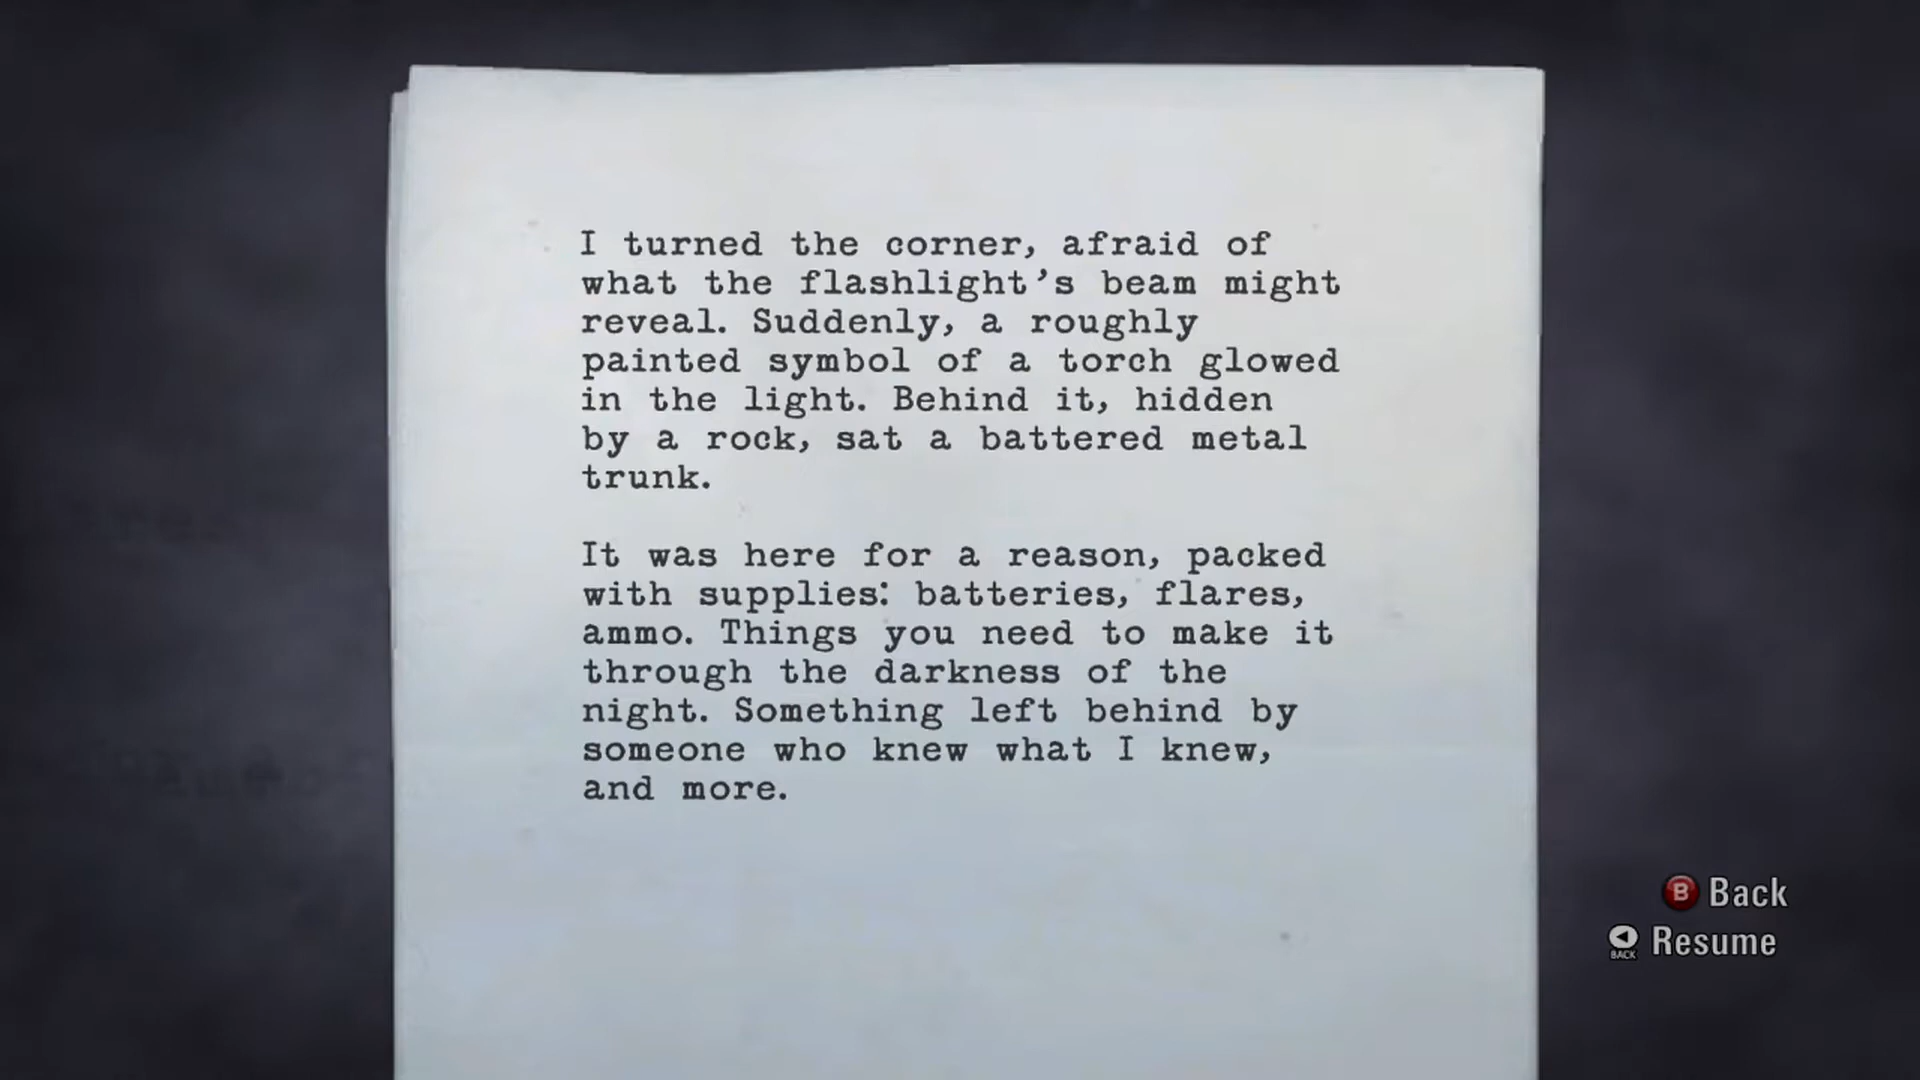 I turned the corner, afraid of
what the flashlight's beam might
reveal. Suddenly, a roughly
painted symbol of a torch glowed
in the light. Behind it, hidden
by a rock, sat a battered metal
trunk.
It was here for a reason, packed
with supplies: batteries, flares,
ammo. Things you need to make it
through the darkness of the
night. Something left behind by
someone who knew what I knew,
and more.
B Back
BACK Resume